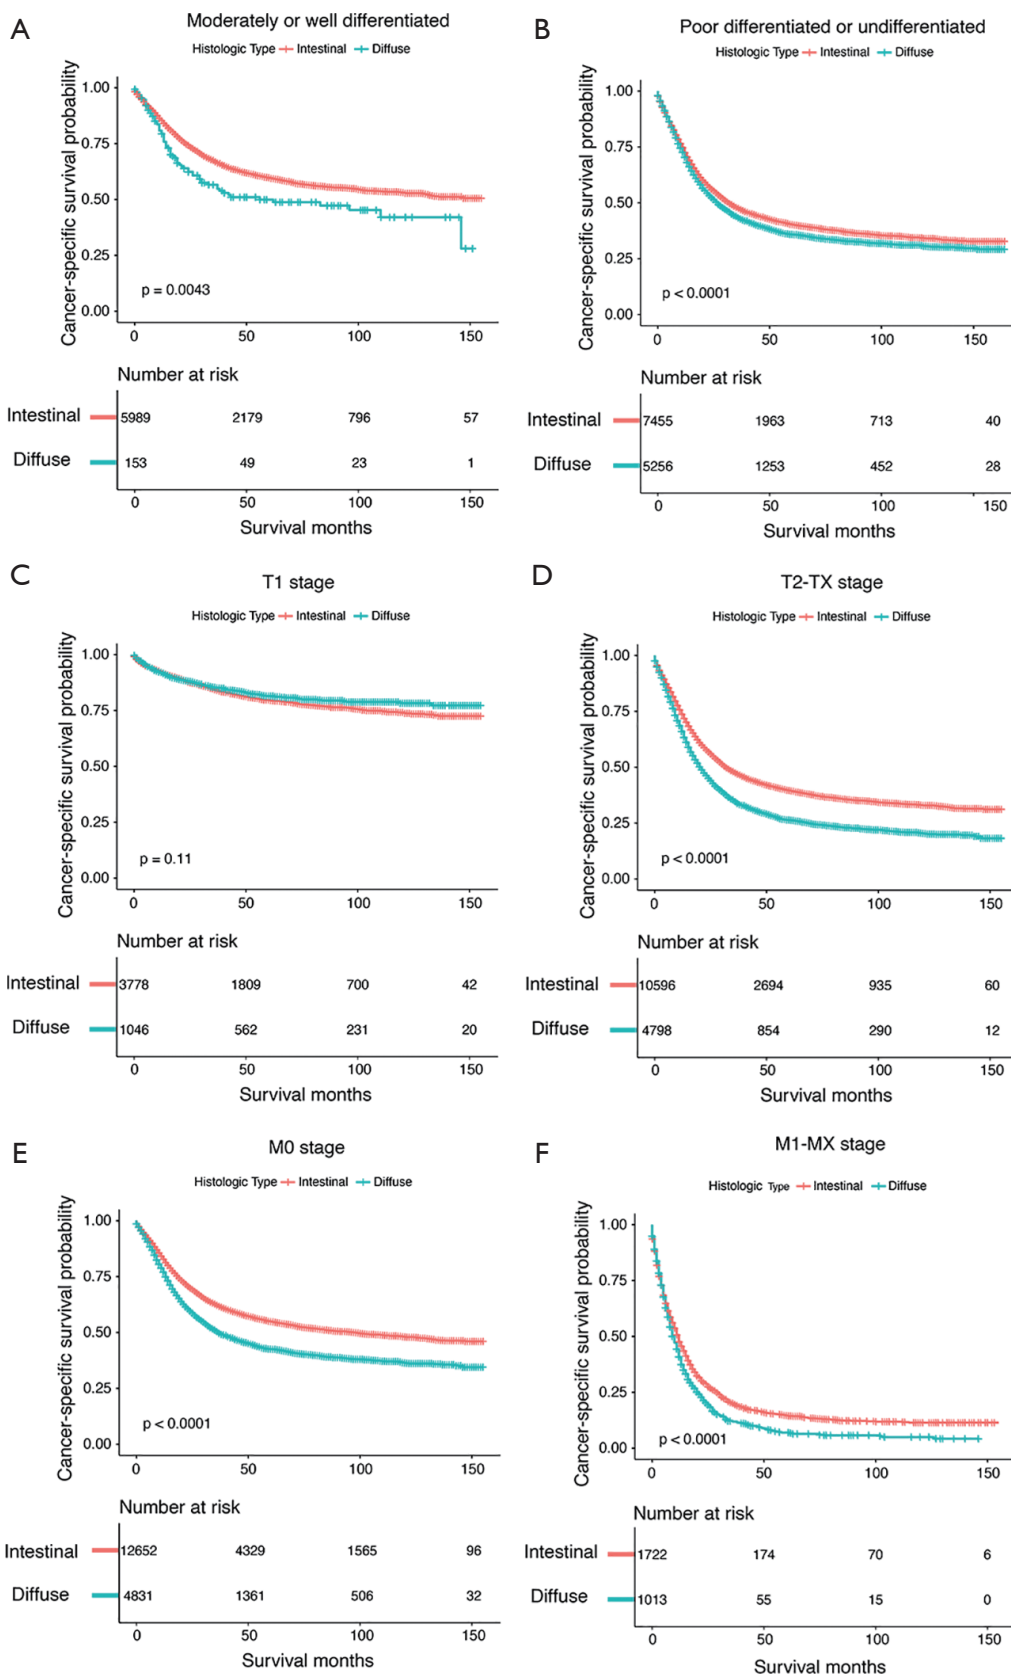 A
Moderately or well differentiated
Histologic Type Intestinal Diffuse
Cancer-specific survival probability
1.00
0.75
0.50
0.25
0.00
p = 0.0043
0 50 100 150
Number at risk
Intestinal 5989 2179 796 57
Diffuse 153 49 23 1
0 50 100 150
Survival months
B
Poor differentiated or undifferentiated
Histologic Type Intestinal Diffuse
Cancer-specific survival probability
1.00
0.75
0.50
0.25
0.00
p < 0.0001
0 50 100 150
Number at risk
Intestinal 7455 1963 713 40
Diffuse 5256 1253 452 28
0 50 100 150
Survival months
C
T1 stage
Histologic Type Intestinal Diffuse
Cancer-specific survival probability
1.00
0.75
0.50
0.25
0.00
p = 0.11
0 50 100 150
Number at risk
Intestinal 3778 1809 700 42
Diffuse 1046 562 231 20
0 50 100 150
Survival months
D
T2-TX stage
Histologic Type Intestinal Diffuse
Cancer-specific survival probability
1.00
0.75
0.50
0.25
0.00
p < 0.0001
0 50 100 150
Number at risk
Intestinal 10596 2694 935 60
Diffuse 4798 854 290 12
0 50 100 150
Survival months
E
M0 stage
Histologic Type Intestinal Diffuse
Cancer-specific survival probability
1.00
0.75
0.50
0.25
0.00
p < 0.0001
0 50 100 150
Number at risk
Intestinal 12652 4329 1565 96
Diffuse 4831 1361 506 32
0 50 100 150
Survival months
F
M1-MX stage
Histologic Type Intestinal Diffuse
Cancer-specific survival probability
1.00
0.75
0.50
0.25
0.00
p < 0.0001
0 50 100 150
Number at risk
Intestinal 1722 174 70 6
Diffuse 1013 55 15 0
0 50 100 150
Survival months